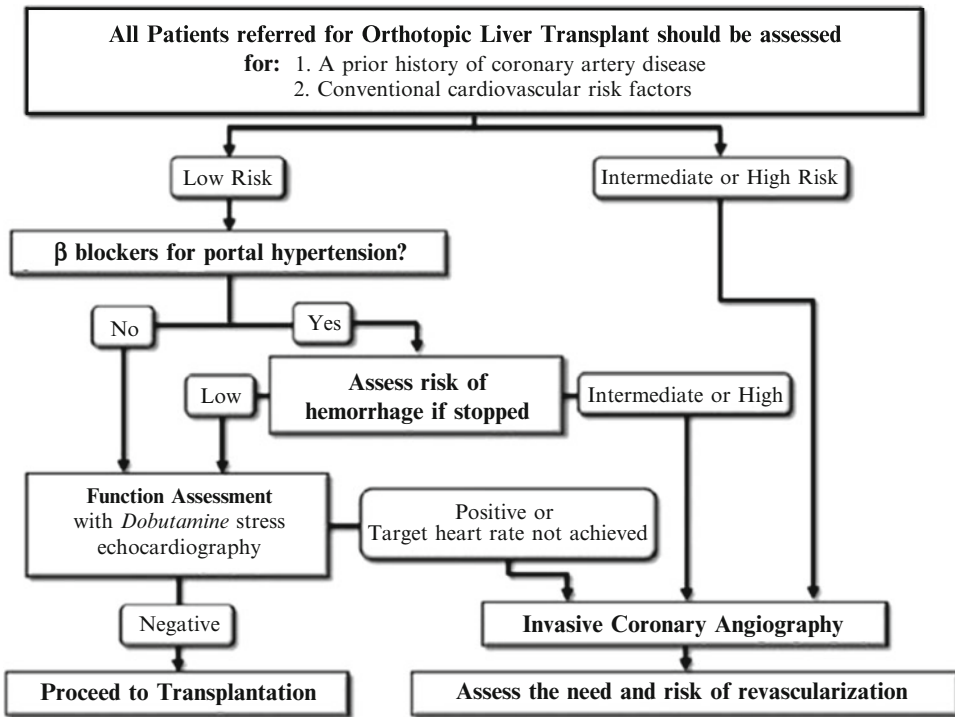 All Patients referred for Orthotopic Liver Transplant should be assessed
for: 1. A prior history of coronary artery disease
2. Conventional cardiovascular risk factors
Low Risk
Intermediate or High Risk
β blockers for portal hypertension?
No
Yes
Assess risk of
hemorrhage if stopped
Low
Intermediate or High
Function Assessment
with Dobutamine stress
echocardiography
Positive or
Target heart rate not achieved
Negative
Invasive Coronary Angiography
Proceed to Transplantation
Assess the need and risk of revascularization